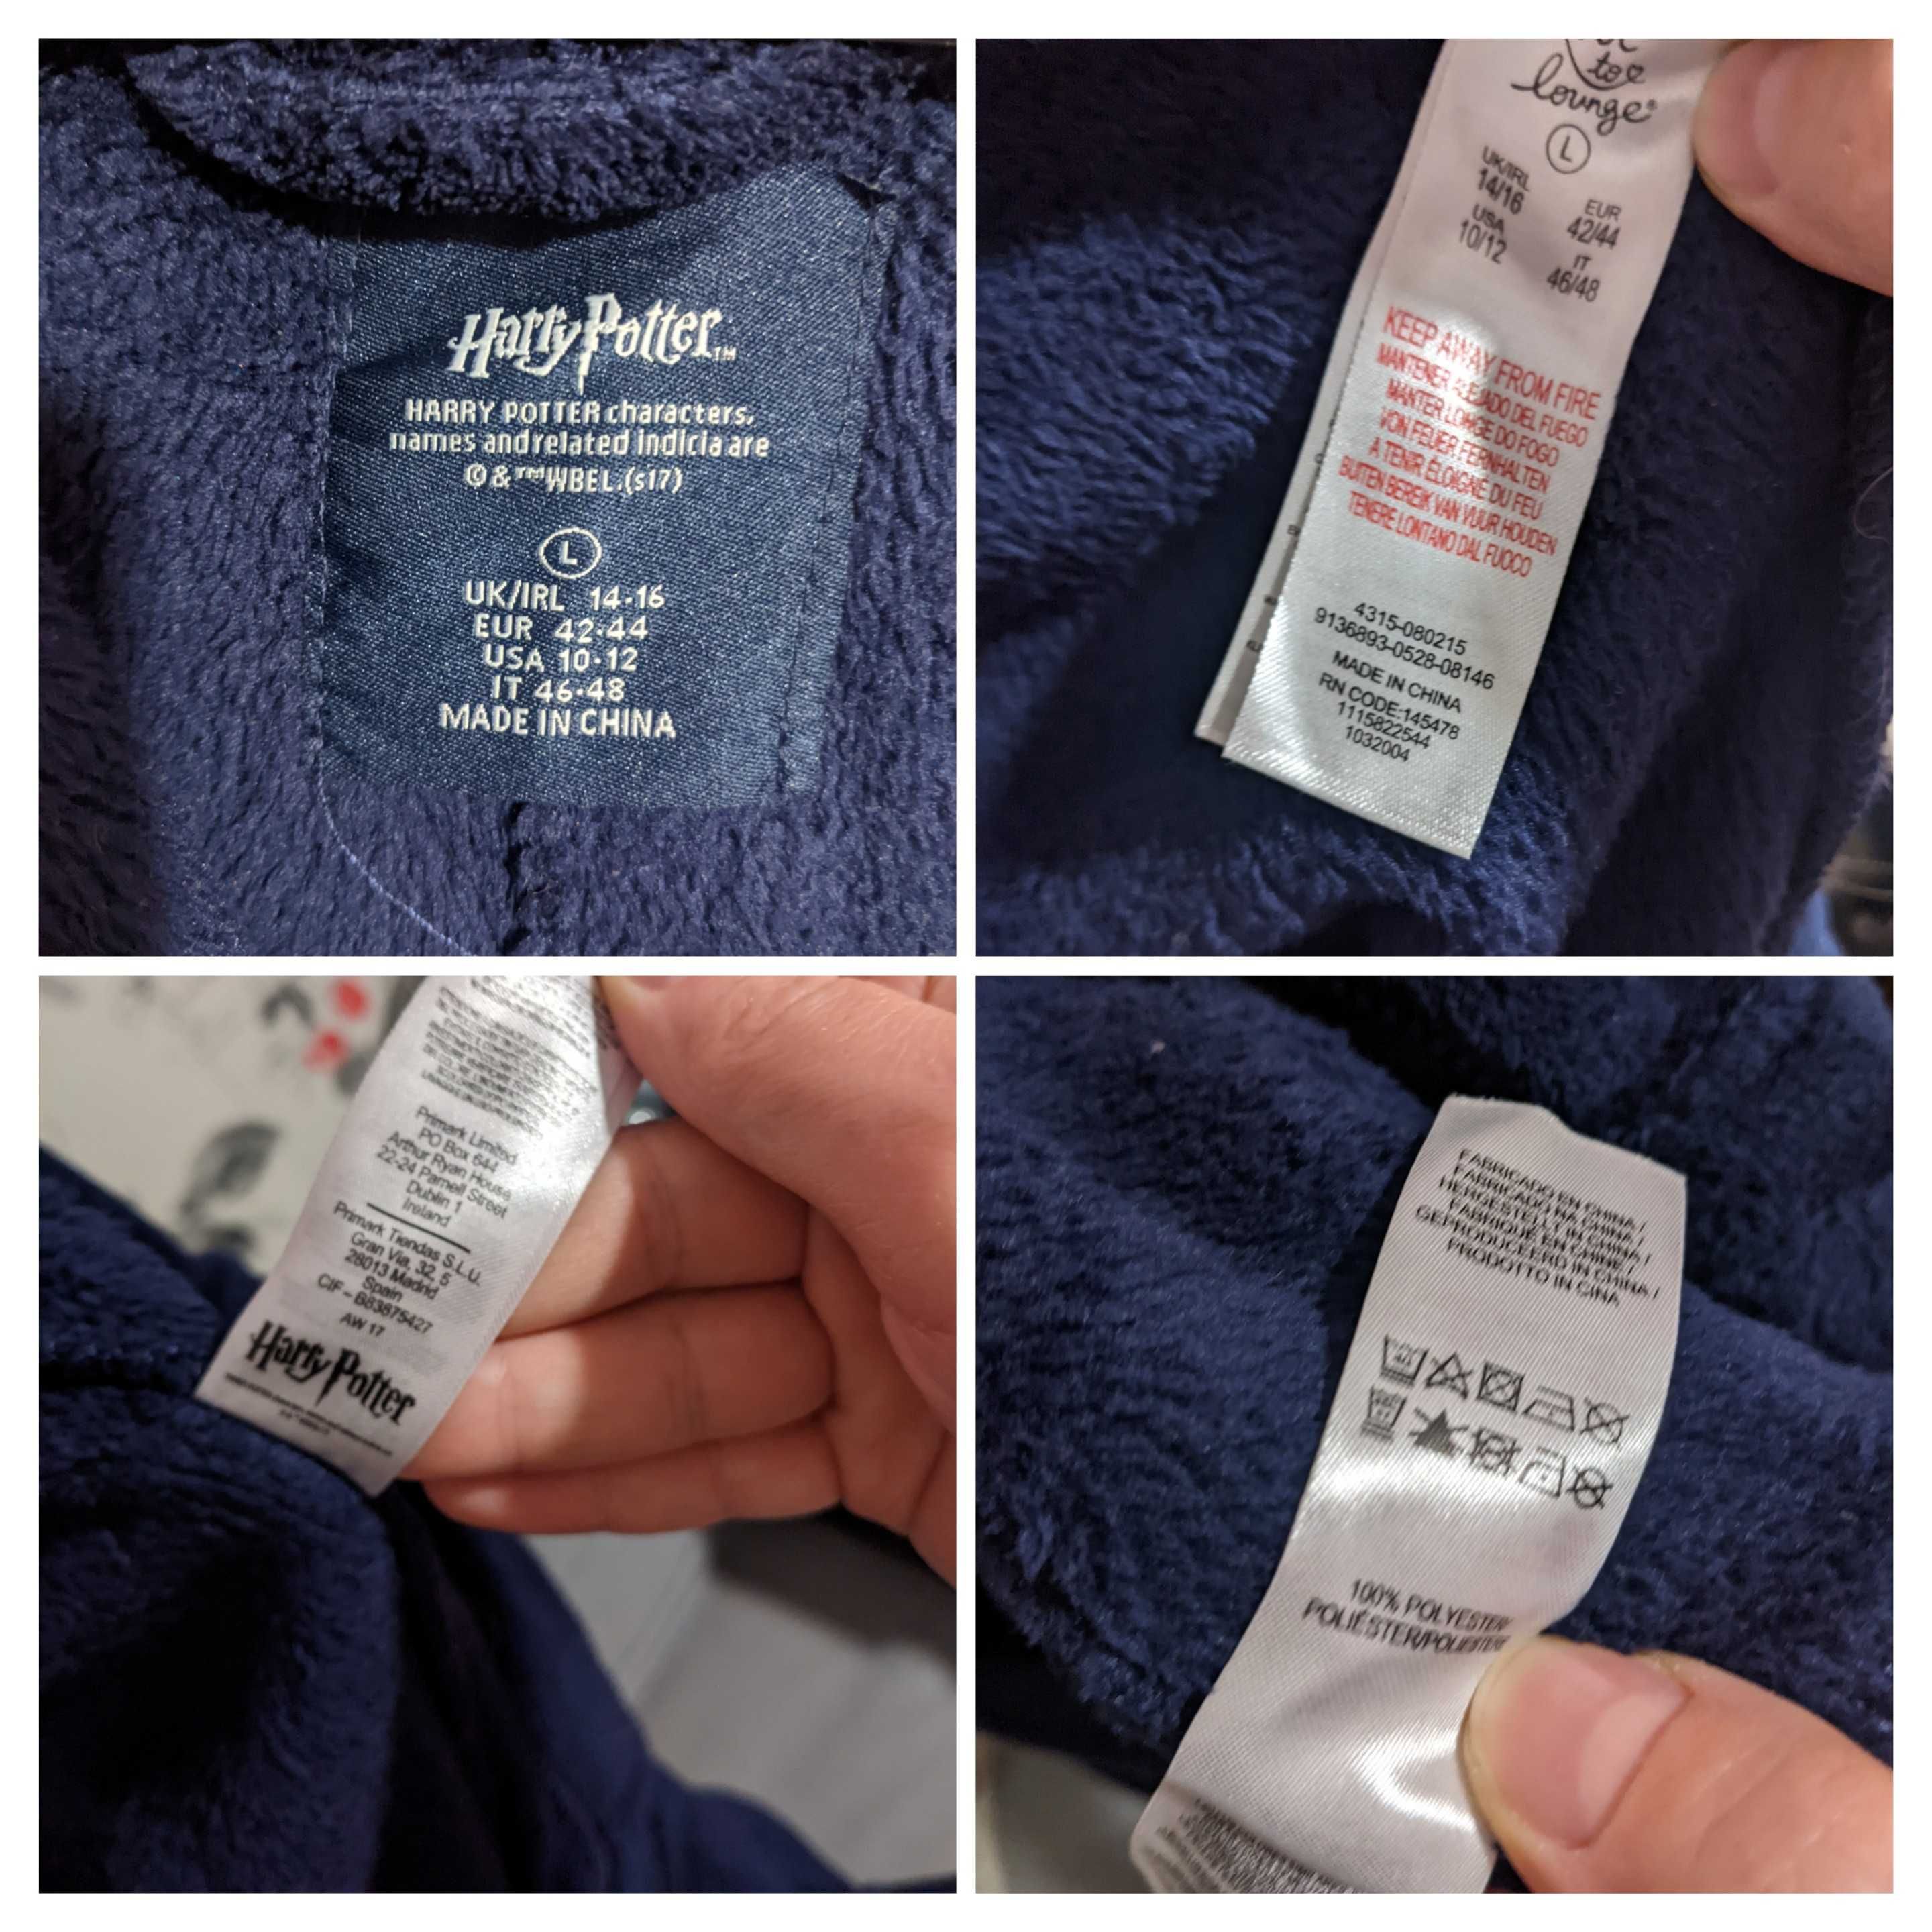 Harry Potter™
HARRY POTTER characters,
names and related indicia are
© & ™ WBEL.(s17)
L
UK/IRL 14-16
EUR 42-44
USA 10-12
IT 46-48
MADE IN CHINA
to♡
lounge®
L
UK/IRL
14/16
EUR
42/44
USA
10/12
IT
46/48
KEEP AWAY FROM FIRE
MANTENER ALEJADO DEL FUEGO
MANTER LONGE DO FOGO
VON FEUER FERNHALTEN
A TENIR ÉLOIGNÉ DU FEU
BUITEN BEREIK VAN VUUR HOUDEN
TENERE LONTANO DAL FUOCO
4315-080215
9136893-0528-08146
MADE IN CHINA
RN CODE:145478
1115822544
1032004
Primark Limited
PO Box 644
Arthur Ryan House
22-24 Parnell Street
Dublin 1
Ireland
Primark Tiendas S.L.U.
Gran Via, 32, 5
28013 Madrid
Spain
CIF - B83875427
AW 17
Harry Potter
FABRICADO EN CHINA /
FABRICADO NA CHINA /
HERGESTELLT IN CHINA /
FABRIQUÉ EN CHINE /
GEPRODUCEERD IN CHINA /
PRODOTTO IN CINA
100% POLYESTER/
POLIÉSTER/POLIESTERE